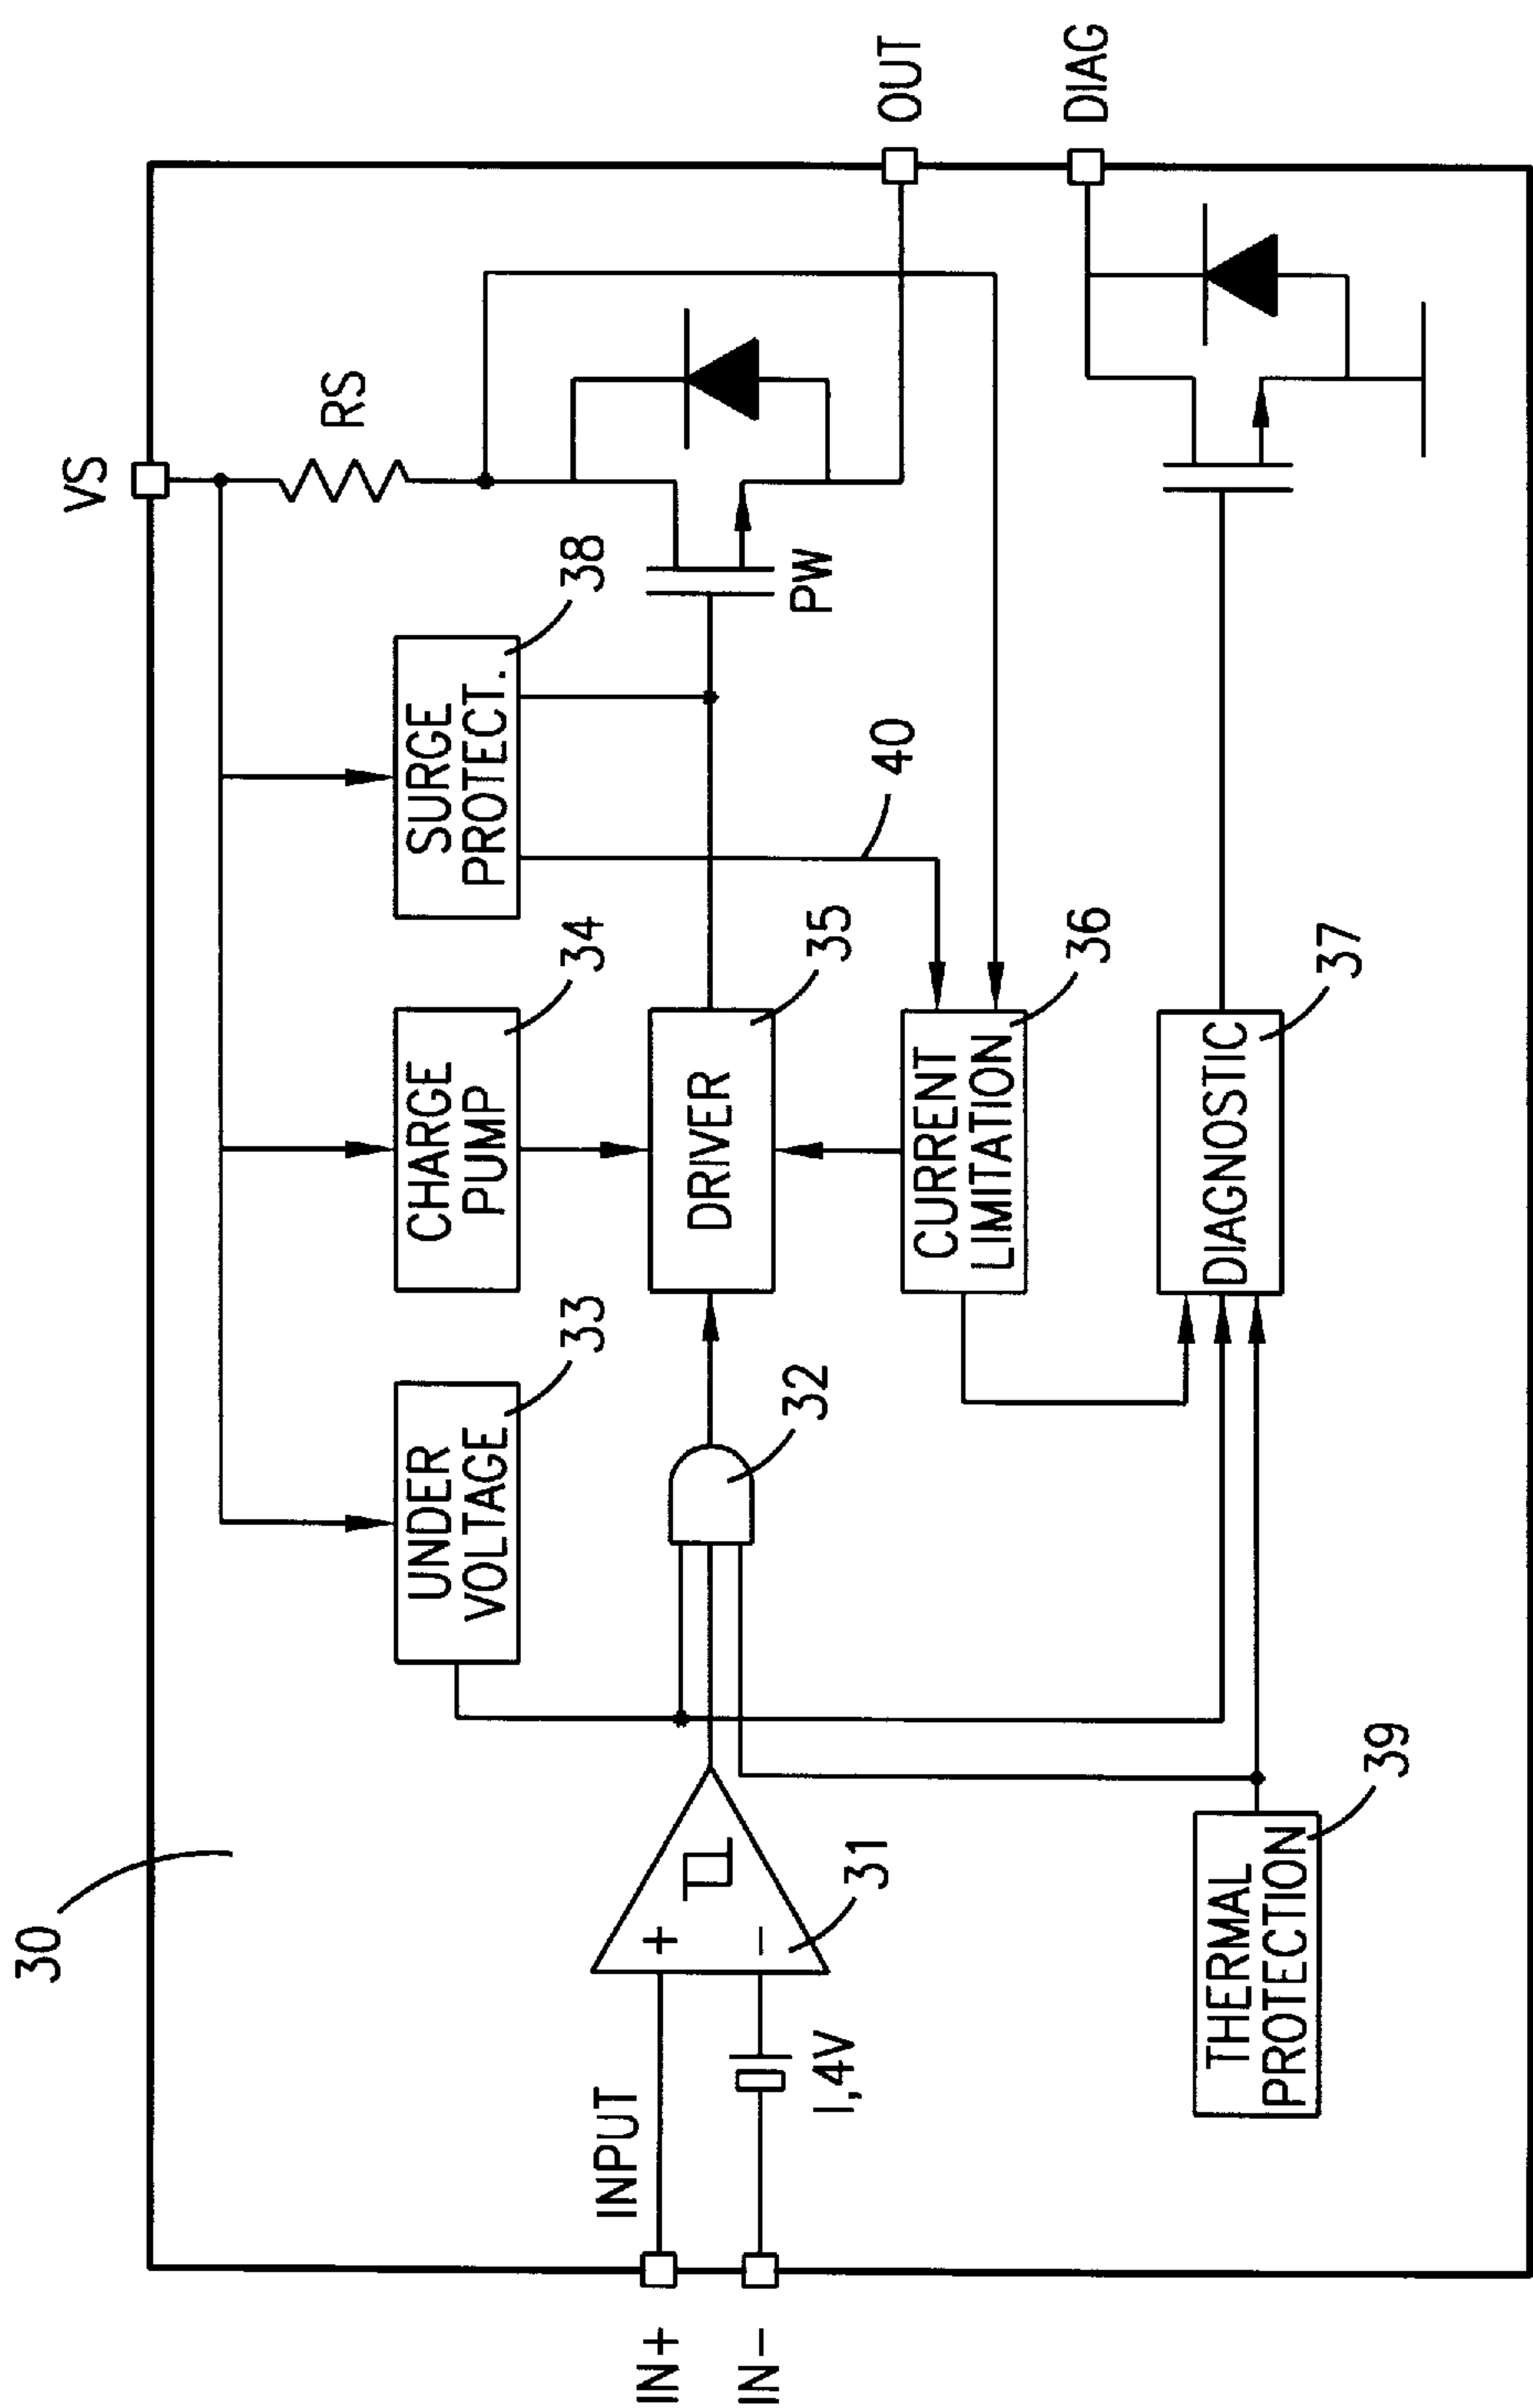 30
VS
RS
UNDER
VOLTAGE
33
CHARGE
PUMP
34
SURGE
PROTECT.
38
IN+
INPUT
IN-
1,4V
+
-
31
32
DRIVER
35
PW
40
OUT
CURRENT
LIMITATION
36
DIAG
THERMAL
PROTECTION
39
DIAGNOSTIC
37